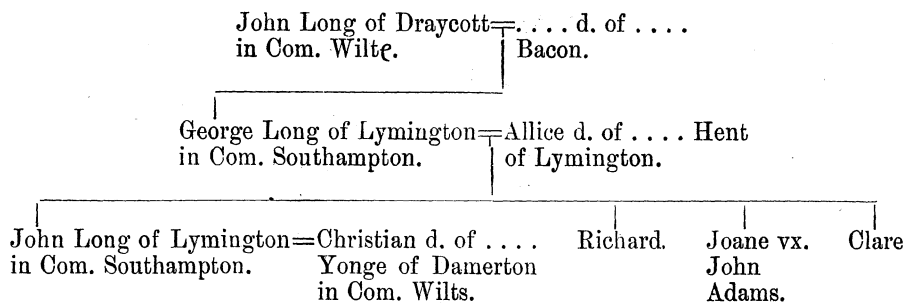 John Long of Draycott=. . . . d. of . . . .
in Com. Wilte. Bacon.
George Long of Lymington=Allice d. of . . . . Hent
in Com. Southampton. of Lymington.
John Long of Lymington=Christian d. of . . . . Richard. Joane vx. Clare
in Com. Southampton. Yonge of Damerton John
in Com. Wilts. Adams.